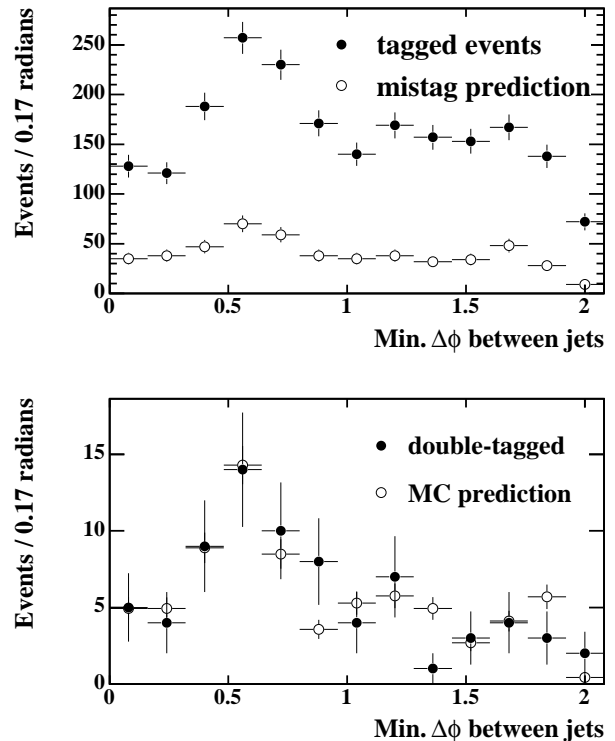 Events / 0.17 radians
250
200
150
100
50
0
tagged events
mistag prediction
0 0.5 1 1.5 2
Min. Δϕ between jets
Events / 0.17 radians
15
10
5
0
double-tagged
MC prediction
0 0.5 1 1.5 2
Min. Δϕ between jets